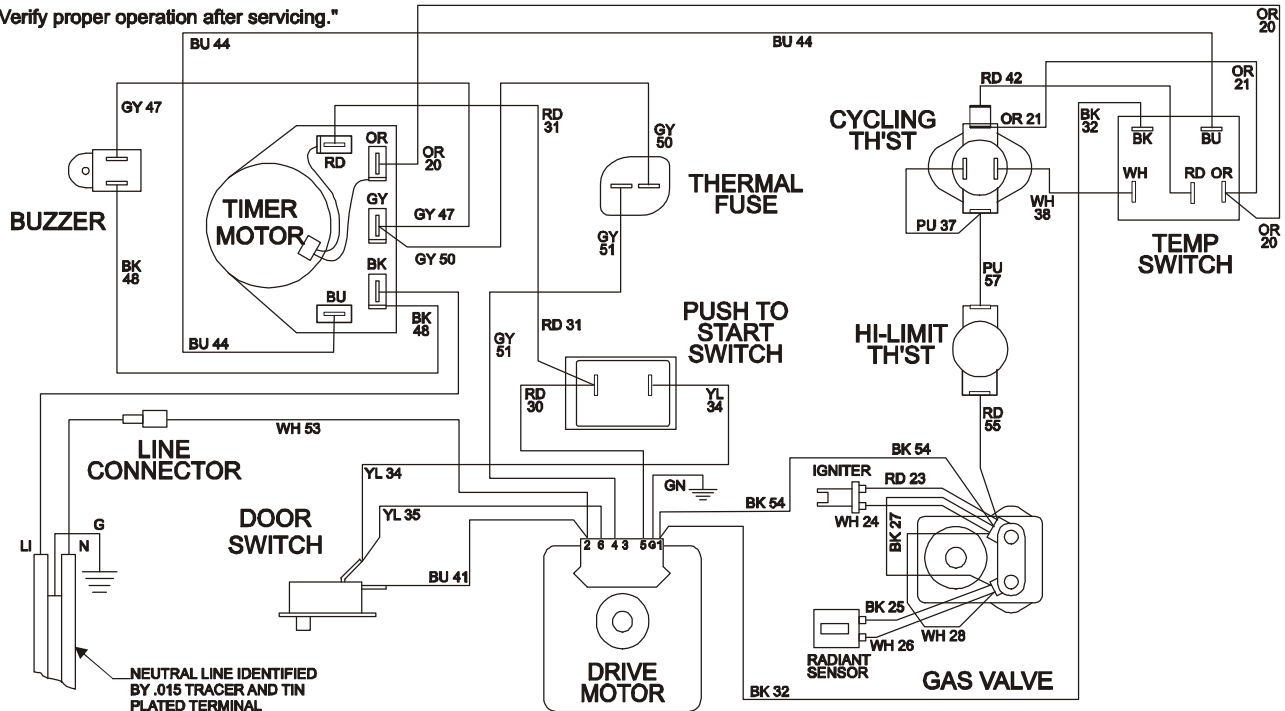 Verify proper operation after servicing."
OR
20
BU 44
BU 44
RD 42
OR
21
GY 47
RD
31
CYCLING
TH'ST
OR 21
BK
32
GY
50
BK
BU
OR
OR
20
RD
WH
RD OR
THERMAL
FUSE
GY
TIMER
MOTOR
GY 47
WH
38
BUZZER
PU 37
GY
51
OR
20
TEMP
SWITCH
GY 50
BK
BK
48
PU
57
BU
PUSH TO
START
SWITCH
BK
48
RD 31
HI-LIMIT
TH'ST
BU 44
GY
51
RD
30
YL
34
RD
55
WH 53
LINE
CONNECTOR
BK 54
YL 34
IGNITER
RD 23
GN
BK 54
DOOR
SWITCH
YL 35
WH 24
BK 27
G
LI
N
2 6 4 3 5 G 1
BU 41
BK 25
WH 28
WH 26
RADIANT
SENSOR
NEUTRAL LINE IDENTIFIED
BY .015 TRACER AND TIN
PLATED TERMINAL
DRIVE
MOTOR
GAS VALVE
BK 32